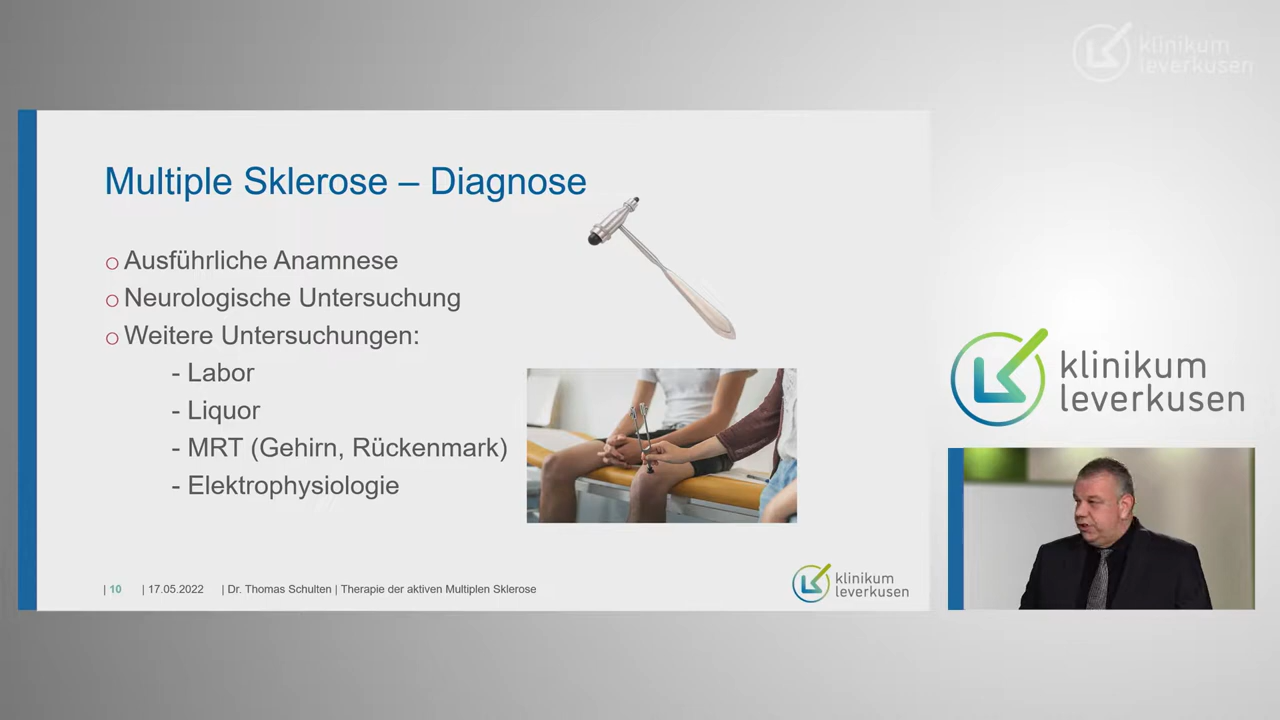 klinikum
leverkusen
Multiple Sklerose – Diagnose
o Ausführliche Anamnese
o Neurologische Untersuchung
o Weitere Untersuchungen:
- Labor
- Liquor
- MRT (Gehirn, Rückenmark)
- Elektrophysiologie
| 10 | 17.05.2022 | Dr. Thomas Schulten | Therapie der aktiven Multiplen Sklerose
klinikum
leverkusen
klinikum
leverkusen